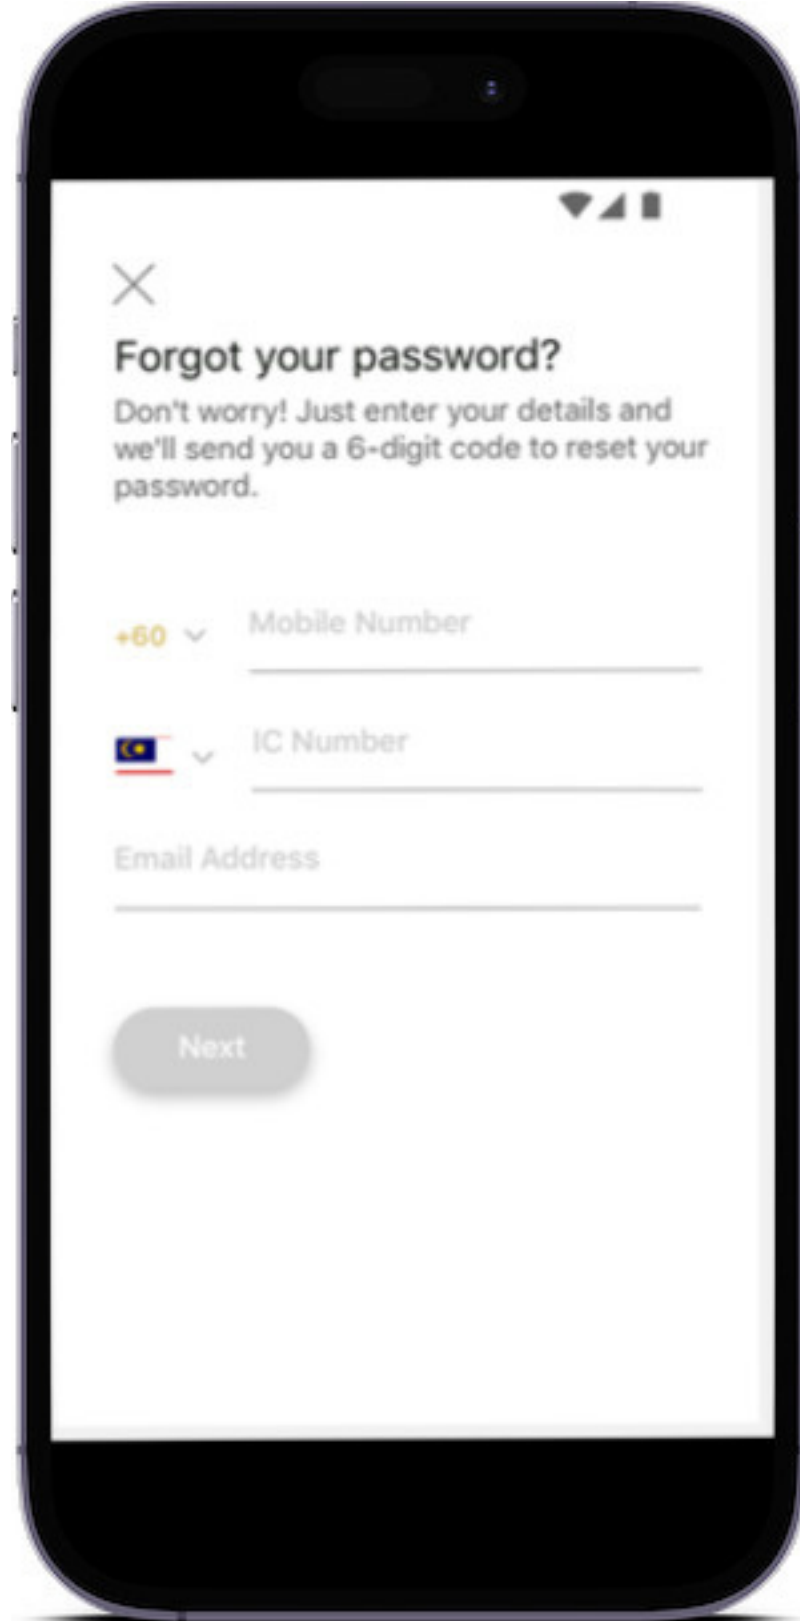 Forgot your password?
Don't worry! Just enter your details and
we'll send you a 6-digit code to reset your
password.
+60 Mobile Number
IC Number
Email Address
Next